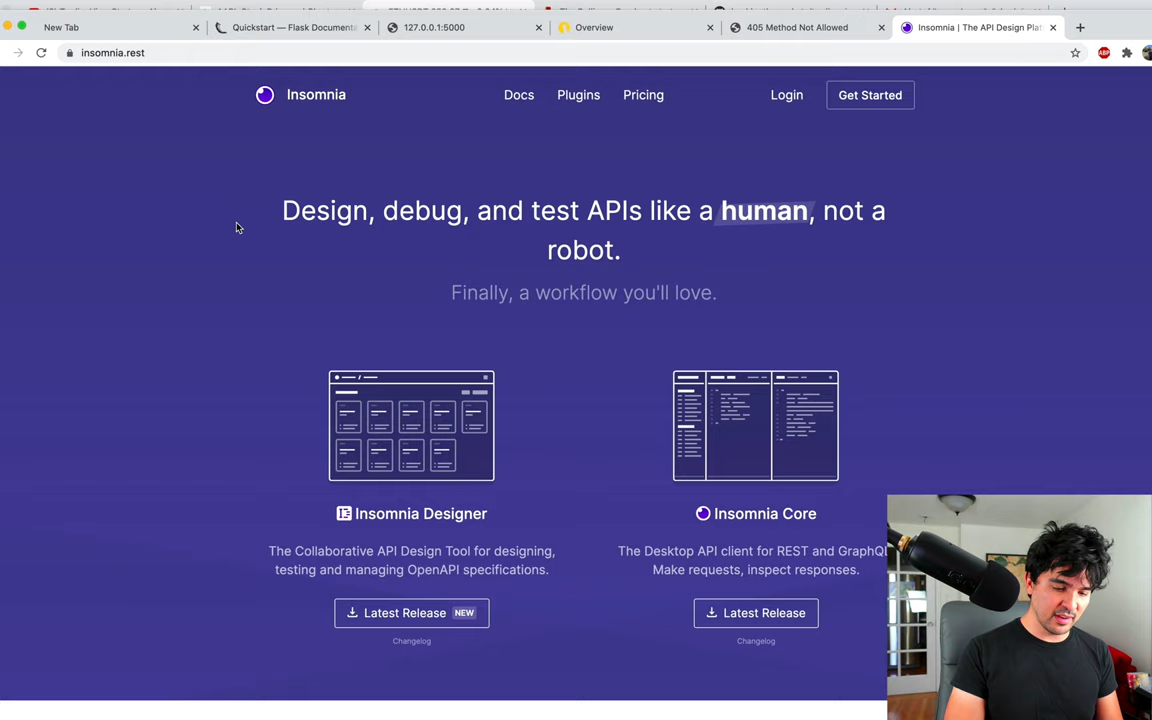 New Tab
Quickstart — Flask Documenta
127.0.0.1:5000
Overview
405 Method Not Allowed
Insomnia | The API Design Plat
insomnia.rest
ABP
Insomnia
Docs
Plugins
Pricing
Login
Get Started
Design, debug, and test APIs like a human, not a
robot.
Finally, a workflow you'll love.
Insomnia Designer
The Collaborative API Design Tool for designing,
testing and managing OpenAPI specifications.
Latest Release NEW
Changelog
Insomnia Core
The Desktop API client for REST and GraphQL
Make requests, inspect responses.
Latest Release
Changelog